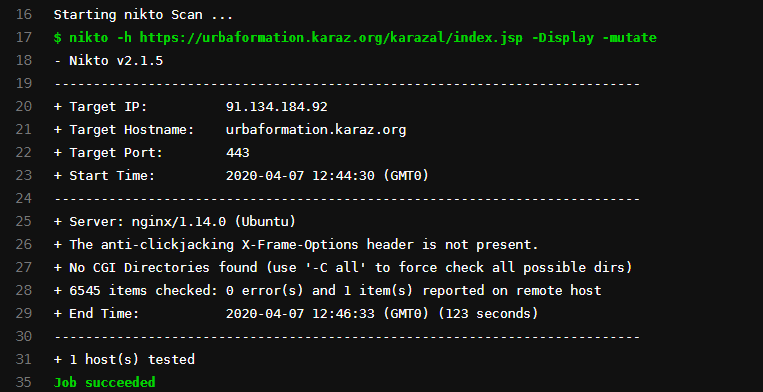 16 Starting nikto Scan ...
17 $ nikto -h https://urbaformation.karaz.org/karazal/index.jsp -Display -mutate
18 - Nikto v2.1.5
19 ---------------------------------------------------------------------------
20 + Target IP:          91.134.184.92
21 + Target Hostname:    urbaformation.karaz.org
22 + Target Port:        443
23 + Start Time:         2020-04-07 12:44:30 (GMT0)
24 ---------------------------------------------------------------------------
25 + Server: nginx/1.14.0 (Ubuntu)
26 + The anti-clickjacking X-Frame-Options header is not present.
27 + No CGI Directories found (use '-C all' to force check all possible dirs)
28 + 6545 items checked: 0 error(s) and 1 item(s) reported on remote host
29 + End Time:           2020-04-07 12:46:33 (GMT0) (123 seconds)
30 ---------------------------------------------------------------------------
31 + 1 host(s) tested
35 Job succeeded